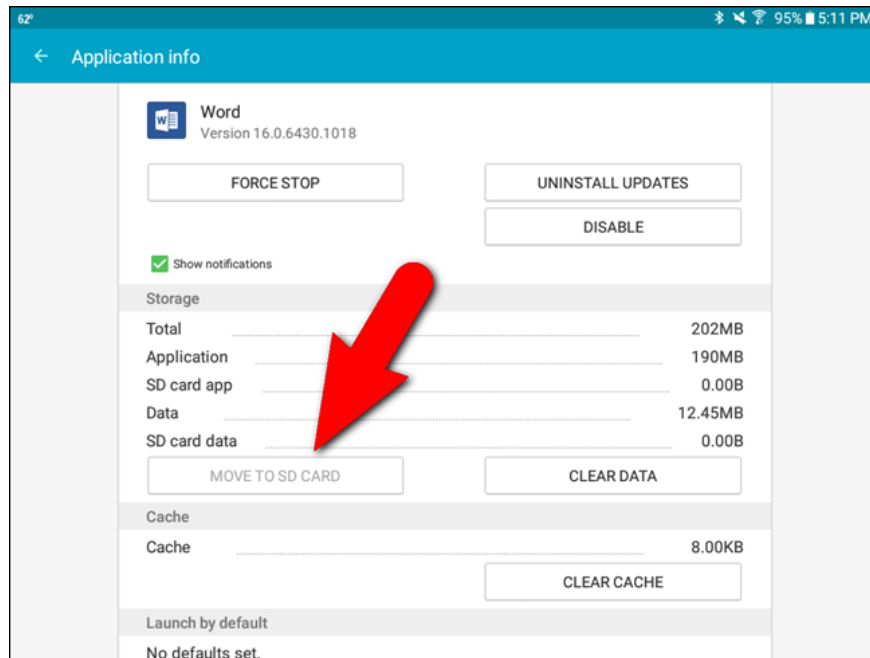 62°
95% 5:11 PM
Application info
Word
Version 16.0.6430.1018
FORCE STOP
UNINSTALL UPDATES
DISABLE
Show notifications
Storage
Total 202MB
Application 190MB
SD card app 0.00B
Data 12.45MB
SD card data 0.00B
MOVE TO SD CARD
CLEAR DATA
Cache
Cache 8.00KB
CLEAR CACHE
Launch by default
No defaults set.